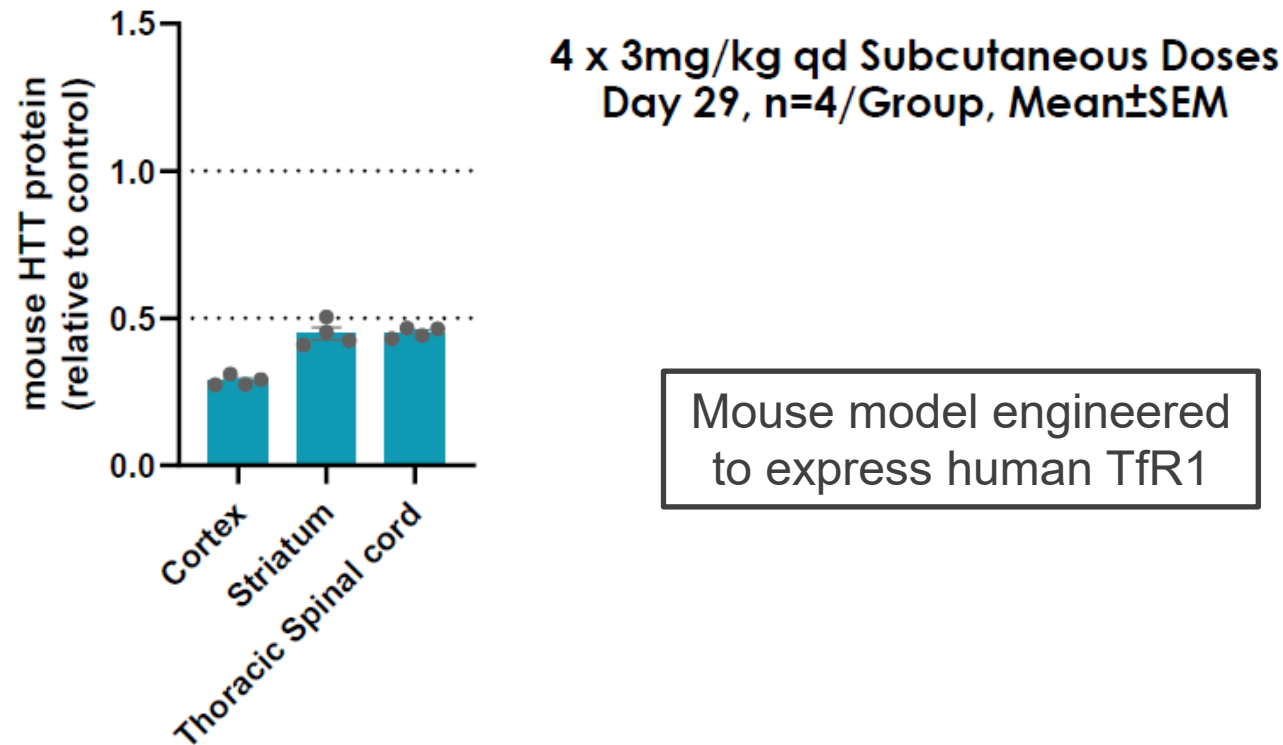 4 x 3mg/kg qd Subcutaneous Doses
Day 29, n=4/Group, Mean±SEM
mouse HTT protein
(relative to control)
1.5
1.0
0.5
0.0
Cortex
Striatum
Thoracic Spinal cord
Mouse model engineered
to express human TfR1